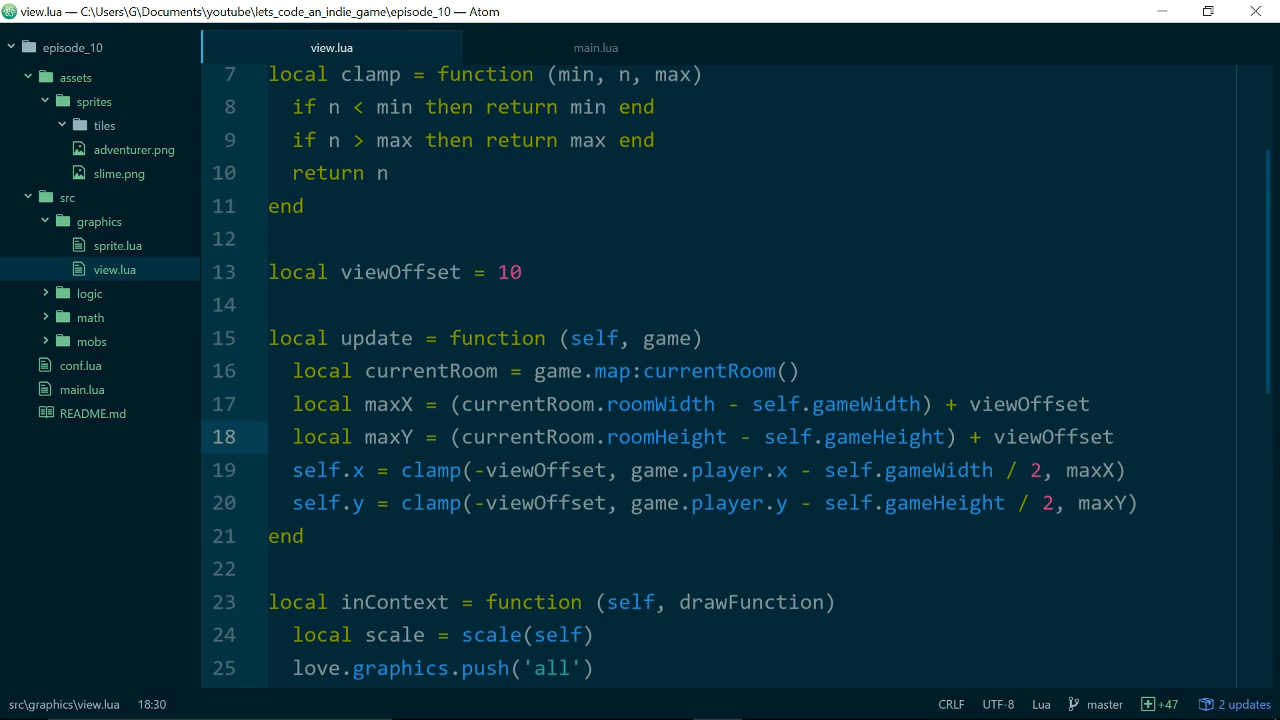 view.lua — C:\Users\G\Documents\youtube\lets_code_an_indie_game\episode_10 — Atom
episode_10
assets
sprites
tiles
adventurer.png
slime.png
src
graphics
sprite.lua
view.lua
logic
math
mobs
conf.lua
main.lua
README.md
view.lua
main.lua
7 local clamp = function (min, n, max)
8 if n < min then return min end
9 if n > max then return max end
10 return n
11 end
12
13 local viewOffset = 10
14
15 local update = function (self, game)
16 local currentRoom = game.map:currentRoom()
17 local maxX = (currentRoom.roomWidth - self.gameWidth) + viewOffset
18 local maxY = (currentRoom.roomHeight - self.gameHeight) + viewOffset
19 self.x = clamp(-viewOffset, game.player.x - self.gameWidth / 2, maxX)
20 self.y = clamp(-viewOffset, game.player.y - self.gameHeight / 2, maxY)
21 end
22
23 local inContext = function (self, drawFunction)
24 local scale = scale(self)
25 love.graphics.push('all')
src\graphics\view.lua 18:30 CRLF UTF-8 Lua master +47 2 updates